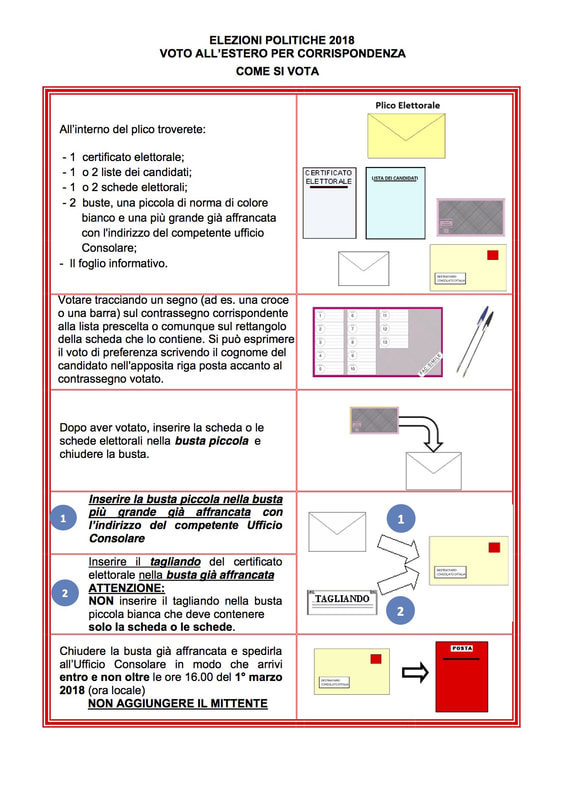 ELEZIONI POLITICHE 2018
VOTO ALL'ESTERO PER CORRISPONDENZA
COME SI VOTA
All'interno del plico troverete:
- 1 certificato elettorale;
- 1 o 2 liste dei candidati;
- 1 o 2 schede elettorali;
- 2 buste, una piccola di norma di colore
bianco e una più grande già affrancata
con l'indirizzo del competente ufficio
Consolare;
- Il foglio informativo.
Plico Elettorale
CERTIFICATO
ELETTORALE
LISTA DEI CANDIDATI
DESTINATARIO
CONSOLATO D'ITALIA
Votare tracciando un segno (ad es. una croce
o una barra) sul contrassegno corrispondente
alla lista prescelta o comunque sul rettangolo
della scheda che lo contiene. Si può esprimere
il voto di preferenza scrivendo il cognome del
candidato nell'apposita riga posta accanto al
contrassegno votato.
1 6 11
2 7 12
3 8 13
4 9
5 10
FAC SIMILE
Dopo aver votato, inserire la scheda o le
schede elettorali nella busta piccola e
chiudere la busta.
1
Inserire la busta piccola nella busta
più grande già affrancata con
l'indirizzo del competente Ufficio
Consolare
2
Inserire il tagliando del certificato
elettorale nella busta già affrancata
ATTENZIONE:
NON inserire il tagliando nella busta
piccola bianca che deve contenere
solo la scheda o le schede.
1
DESTINATARIO
CONSOLATO D'ITALIA
TAGLIANDO
2
Chiudere la busta già affrancata e spedirla
all'Ufficio Consolare in modo che arrivi
entro e non oltre le ore 16.00 del 1° marzo
2018 (ora locale)
NON AGGIUNGERE IL MITTENTE
DESTINATARIO
CONSOLATO D'ITALIA
POSTA